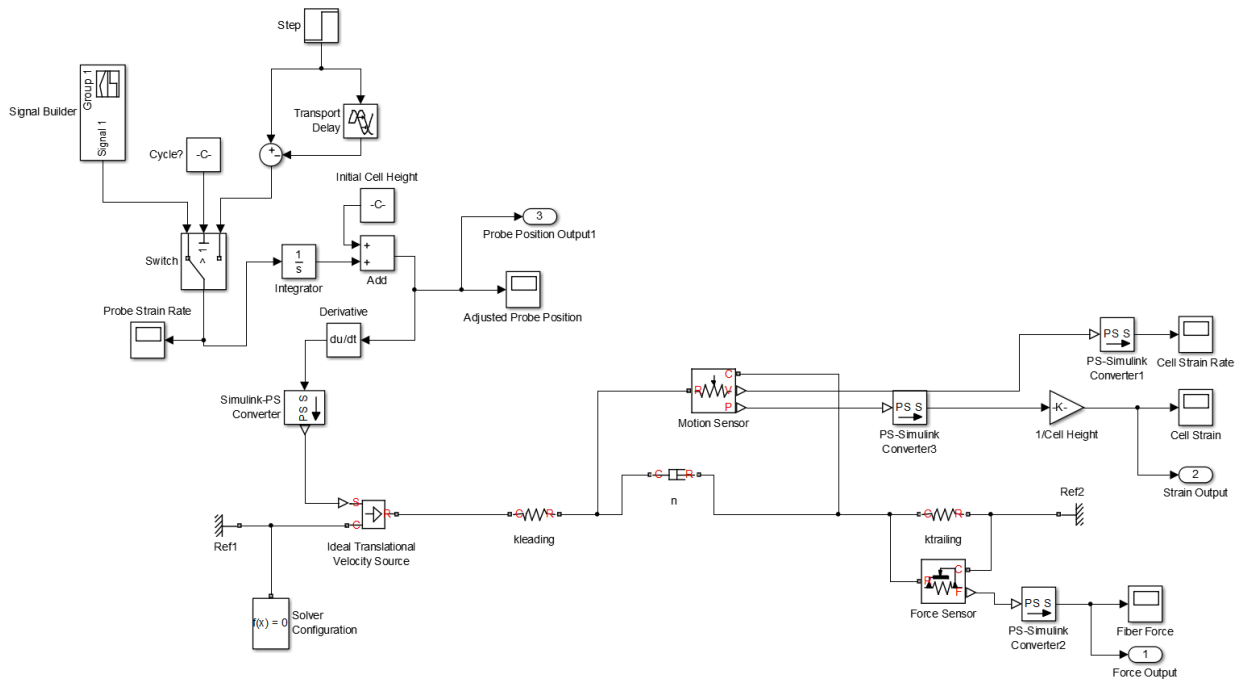 Step
Group 1
Signal 1
Signal Builder
Transport
Delay
Cycle?
-C-
+
−
Initial Cell Height
-C-
3
Probe Position Output1
Switch
> 1
1
s
Integrator
+
+
Add
Adjusted Probe Position
Probe Strain Rate
Derivative
du/dt
PS S
PS-Simulink
Converter1
Cell Strain Rate
Simulink-PS
Converter
PS S
R
C
V
P
Motion Sensor
PS S
PS-Simulink
Converter3
-K-
1/Cell Height
Cell Strain
2
Strain Output
C
R
n
Ref1
S
C
R
Ideal Translational
Velocity Source
C
R
kleading
C
R
ktrailing
Ref2
f(x) = 0
Solver
Configuration
R
C
F
Force Sensor
PS S
PS-Simulink
Converter2
Fiber Force
1
Force Output